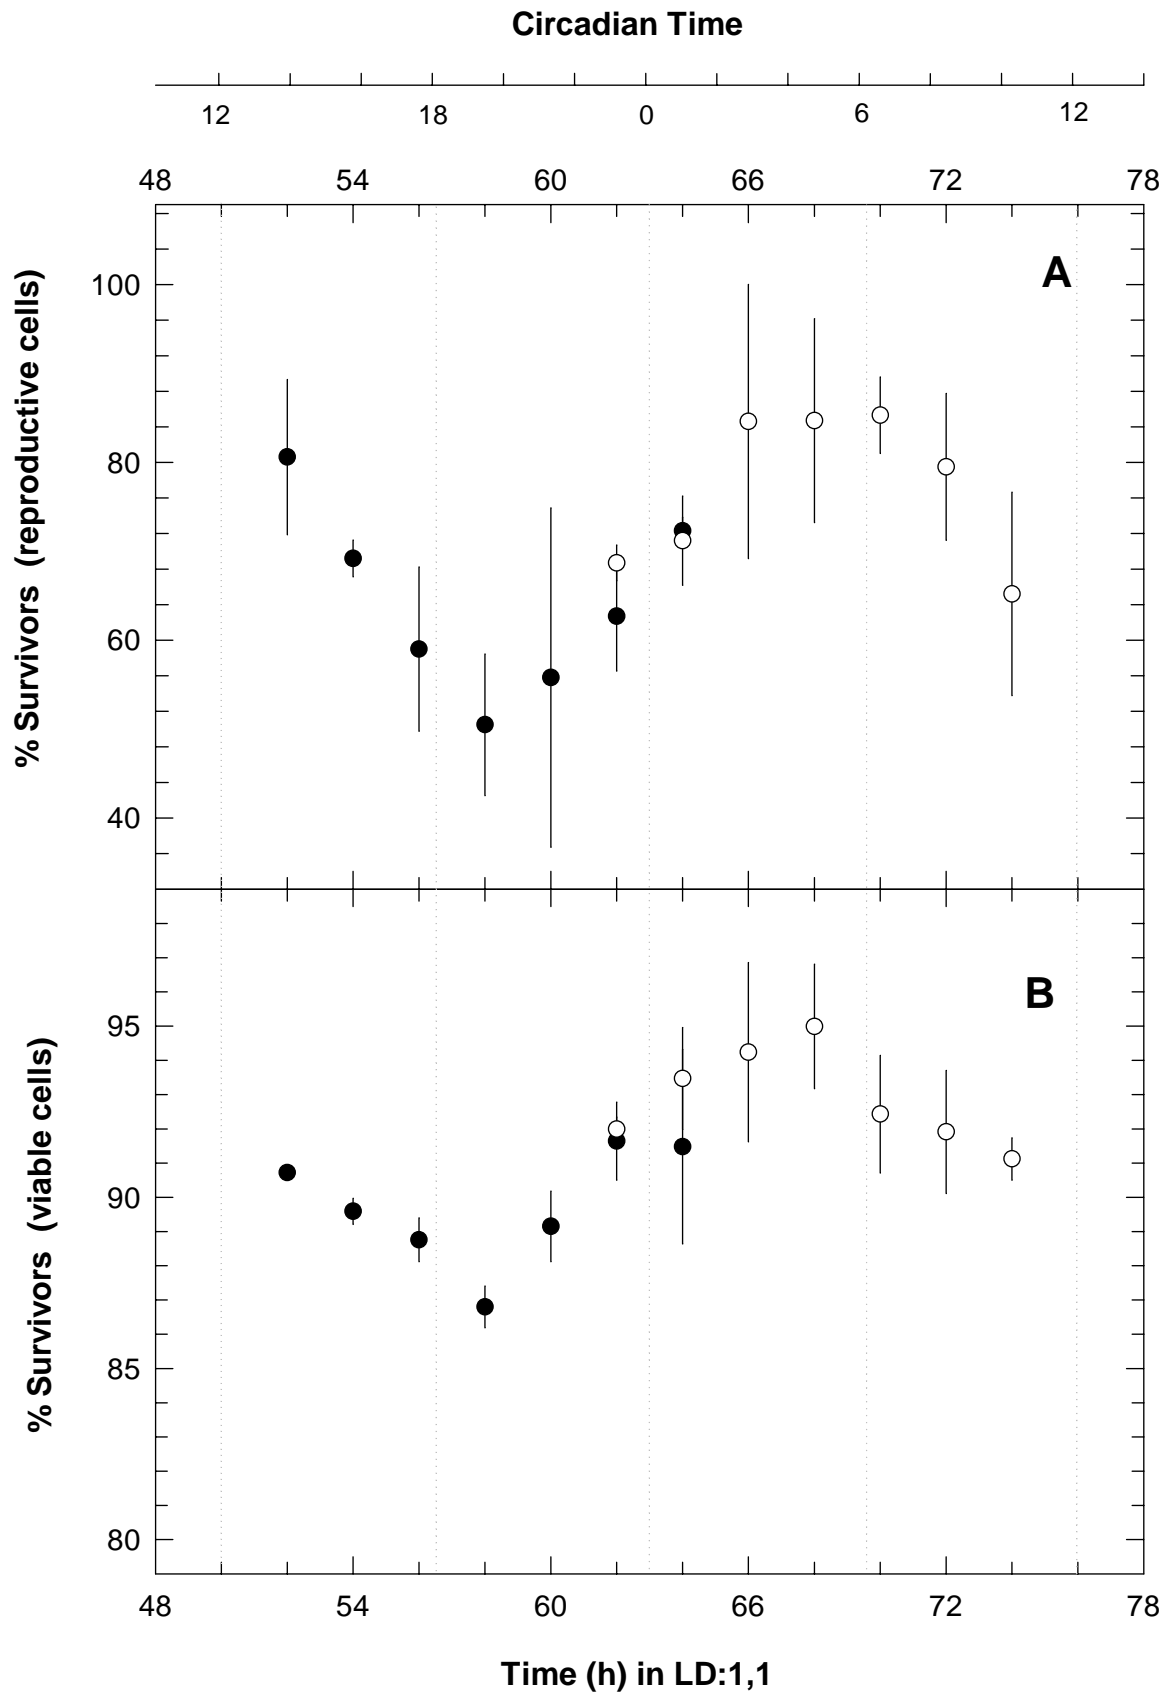 Circadian Time
12 18 0 6 12
48 54 60 66 72 78
A
% Survivors (reproductive cells)
100
80
60
40
B
% Survivors (viable cells)
95
90
85
80
48 54 60 66 72 78
Time (h) in LD:1,1